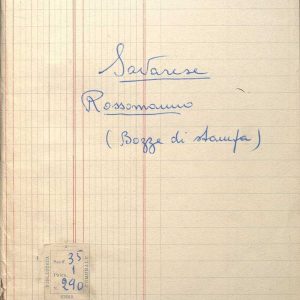 Savarese
Rossomanno
(Bozze di stampa)
35
1
290